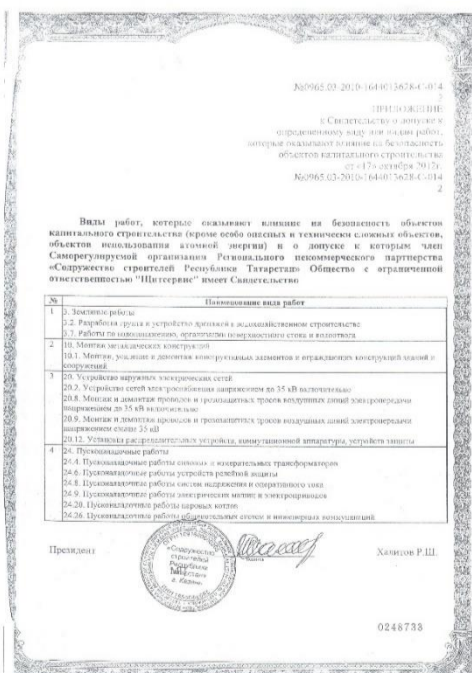 №0965.03-2010-1644013628-С-014
2
ПРИЛОЖЕНИЕ
к Свидетельству о допуске к
определенному виду или видам работ,
которые оказывают влияние на безопасность
объектов капитального строительства
от «17» октября 2012г.
№0965.03-2010-1644013628-С-014
2
Виды работ, которые оказывают влияние на безопасность объектов
капитального строительства (кроме особо опасных и технически сложных объектов,
объектов использования атомной энергии) и о допуске к которым член
Саморегулируемой организации Регионального некоммерческого партнерства
«Содружество строителей Республики Татарстан» Общество с ограниченной
ответственностью "Щитсервис" имеет Свидетельство
№ Наименование вида работ
1 3. Земляные работы
3.2. Разработка грунта и устройство дренажей в водохозяйственном строительстве
3.7. Работы по водопонижению, организации поверхностного стока и водоотвода
2 10. Монтаж металлических конструкций
10.1. Монтаж, усиление и демонтаж конструктивных элементов и ограждающих конструкций зданий и
сооружений
3 20. Устройство наружных электрических сетей
20.2. Устройство сетей электроснабжения напряжением до 35 кВ включительно
20.8. Монтаж и демонтаж проводов и грозозащитных тросов воздушных линий электропередачи
напряжением до 35 кВ включительно
20.9. Монтаж и демонтаж проводов и грозозащитных тросов воздушных линий электропередачи
напряжением свыше 35 кВ
20.12. Установка распределительных устройств, коммутационной аппаратуры, устройств защиты
4 24. Пусконаладочные работы
24.4. Пусконаладочные работы силовых и измерительных трансформаторов
24.6. Пусконаладочные работы устройств релейной защиты
24.8. Пусконаладочные работы систем напряжения и оперативного тока
24.9. Пусконаладочные работы электрических машин и электроприводов
24.20. Пусконаладочные работы паровых котлов
24.26. Пусконаладочные работы общекотельных систем и инженерных коммуникаций
Президент
«Содружество
строителей
Республики
Татарстан»
г. Казань
Халитов Р.Ш.
0248733